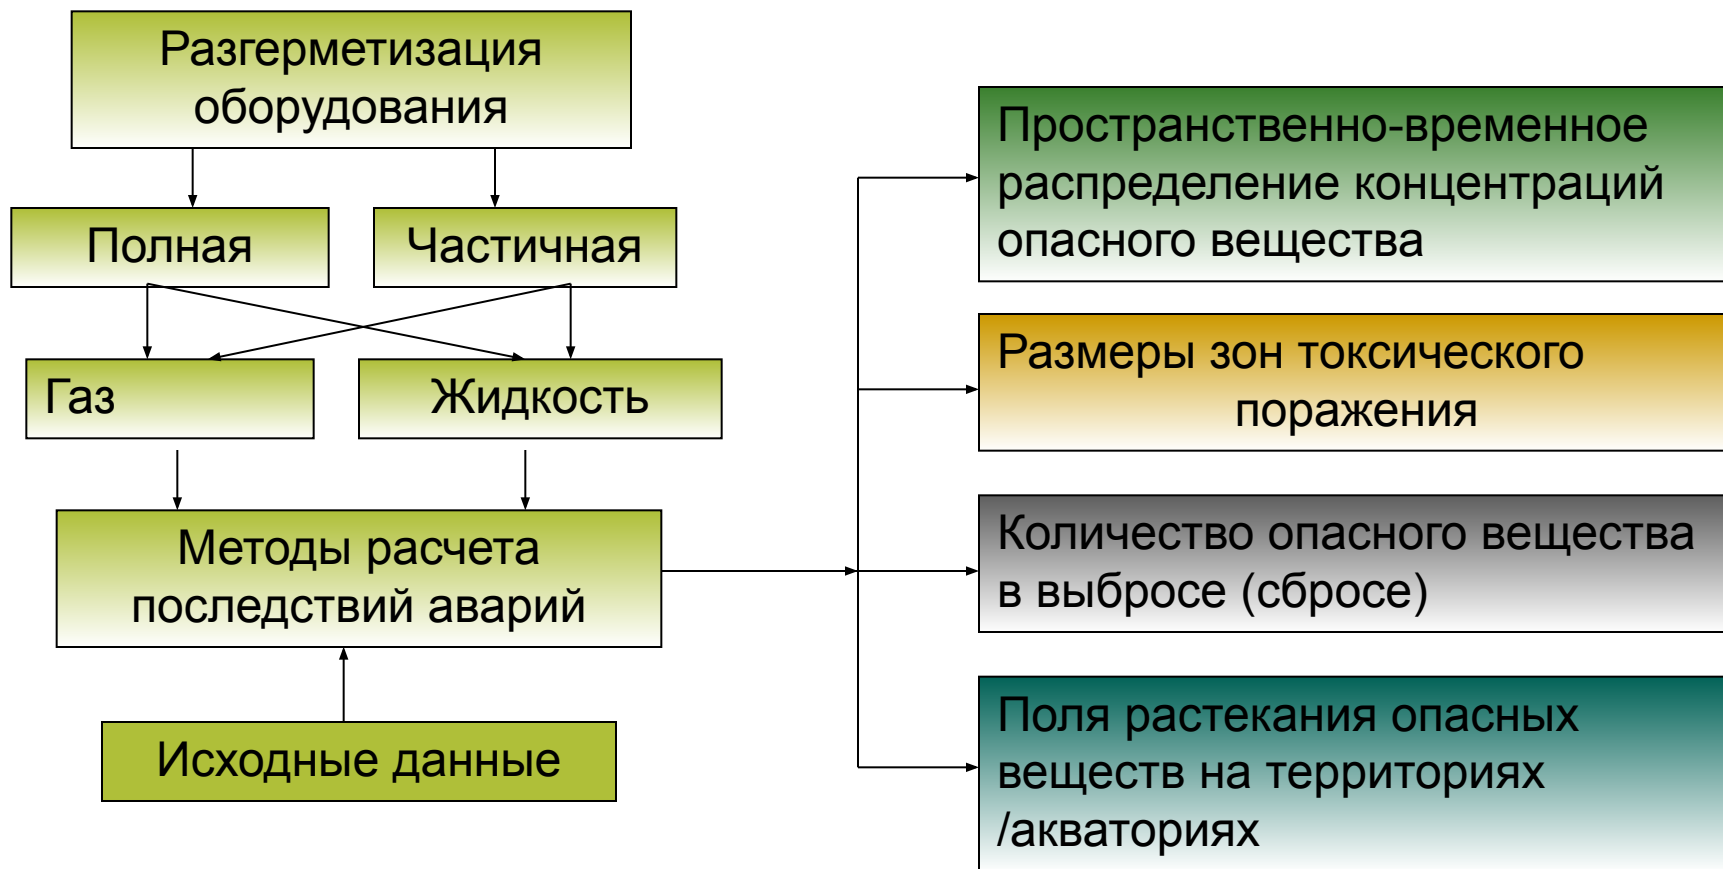 Разгерметизация
оборудования
Полная
Частичная
Газ
Жидкость
Методы расчета
последствий аварий
Исходные данные
Пространственно-временное
распределение концентраций
опасного вещества
Размеры зон токсического
поражения
Количество опасного вещества
в выбросе (сбросе)
Поля растекания опасных
веществ на территориях
/акваториях